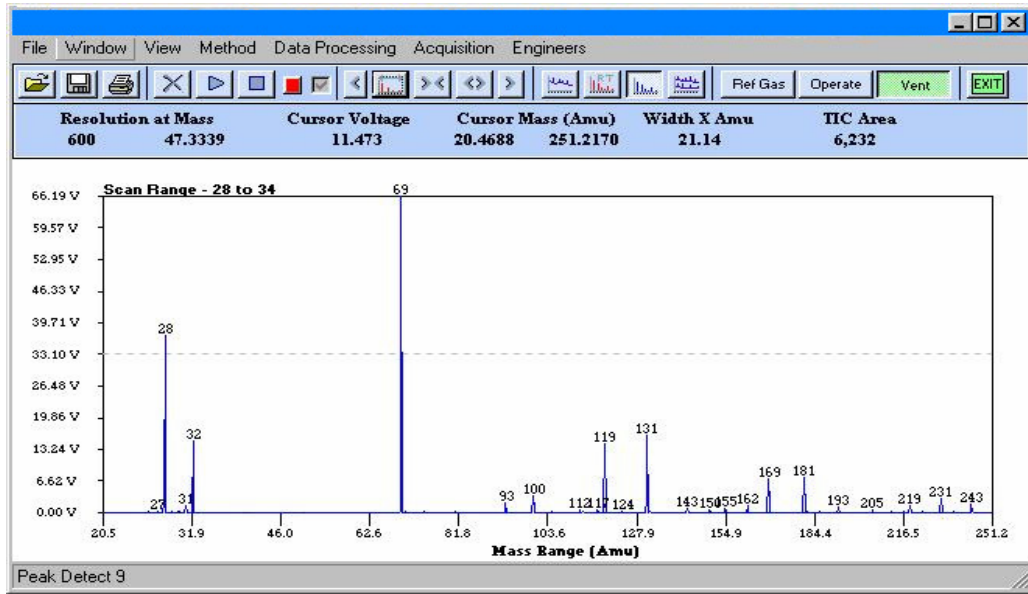 File Window View Method Data Processing Acquisition Engineers
RT Ref Gas Operate Vent EXIT
Resolution at Mass Cursor Voltage Cursor Mass (Amu) Width X Amu TIC Area
600 47.3339 11.473 20.4688 251.2170 21.14 6,232
Scan Range - 28 to 34
66.19 V
59.57 V
52.95 V
46.33 V
39.71 V
33.10 V
26.48 V
19.86 V
13.24 V
6.62 V
0.00 V
27 28 31 32 69 93 100 112 117 119 124 131 143 150 155 162 169 181 193 205 219 231 243
20.5 31.9 46.0 62.6 81.8 103.6 127.9 154.9 184.4 216.5 251.2
Mass Range (Amu)
Peak Detect 9